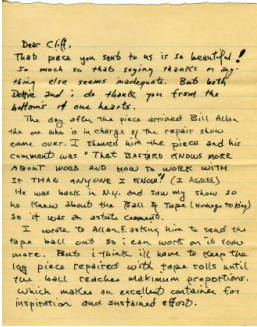 Dear Cliff,
That piece you sent to us is so beautiful!
So much so that saying thanks or any-
thing else seems inadequate. But both
and i do thank you from the
bottoms of our hearts.
The day after the piece arrived Bill Allan
the one who is in charge of the repair show
came over. I showed him the piece and his
comment was "THAT BASTARD KNOWS MORE
ABOUT WOOD AND HOW TO WORK WITH
IT THAN ANYONE I KNOW! (I AGREE)
He was back in N.Y. and saw my show so
he knew about the Ball of Tape (Homage to Big)
so it was an astute comment.
I wrote to Allan F. asking him to send the
tape ball out so i can work on it some
more. But i think ill have to keep the
log piece repaired with tape rolls until
the ball reaches maximum proportions.
Which makes an excellent container for
inspiration and sustained effort.